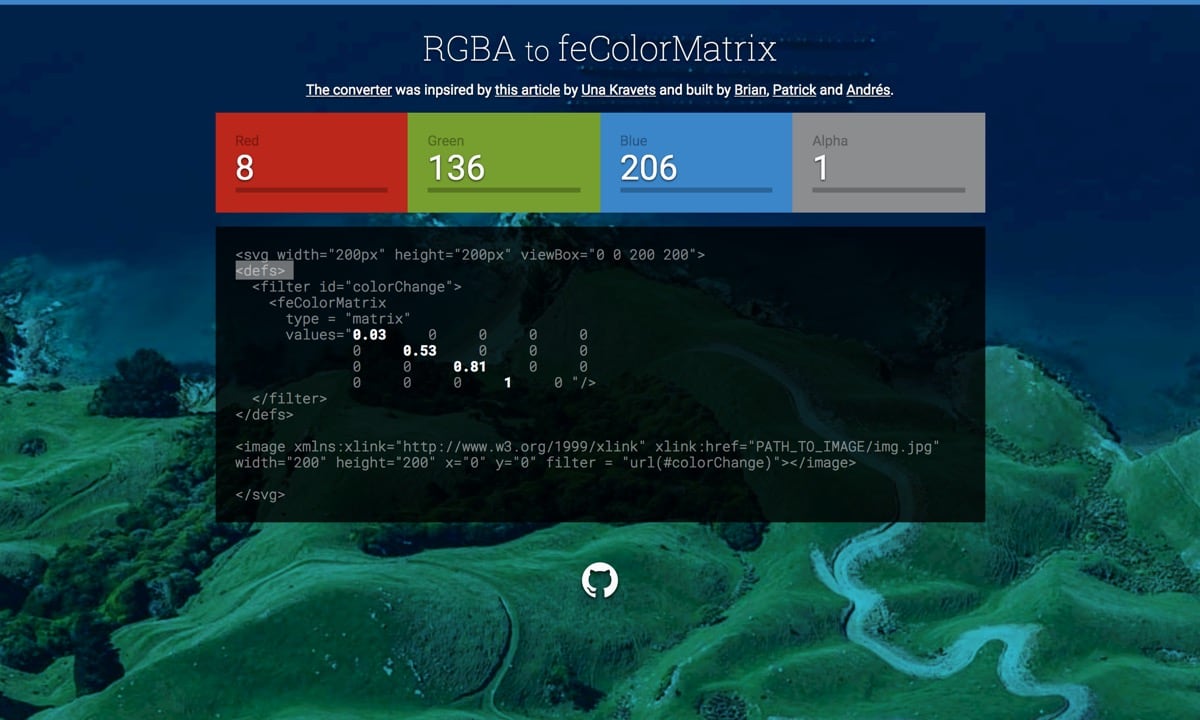 RGBA to feColorMatrix
The converter was inpsired by this article by Una Kravets and built by Brian, Patrick and Andrés.
Red Green Blue Alpha
8 136 206 1
<svg width="200px" height="200px" viewBox="0 0 200 200">
<defs>
<filter id="colorChange">
<feColorMatrix
type = "matrix"
values="0.03 0 0 0 0
0 0.53 0 0 0
0 0 0.81 0 0
0 0 0 1 0 "/>
</filter>
</defs>
<image xmlns:xlink="http://www.w3.org/1999/xlink" xlink:href="PATH_TO_IMAGE/img.jpg"
width="200" height="200" x="0" y="0" filter = "url(#colorChange)"></image>
</svg>